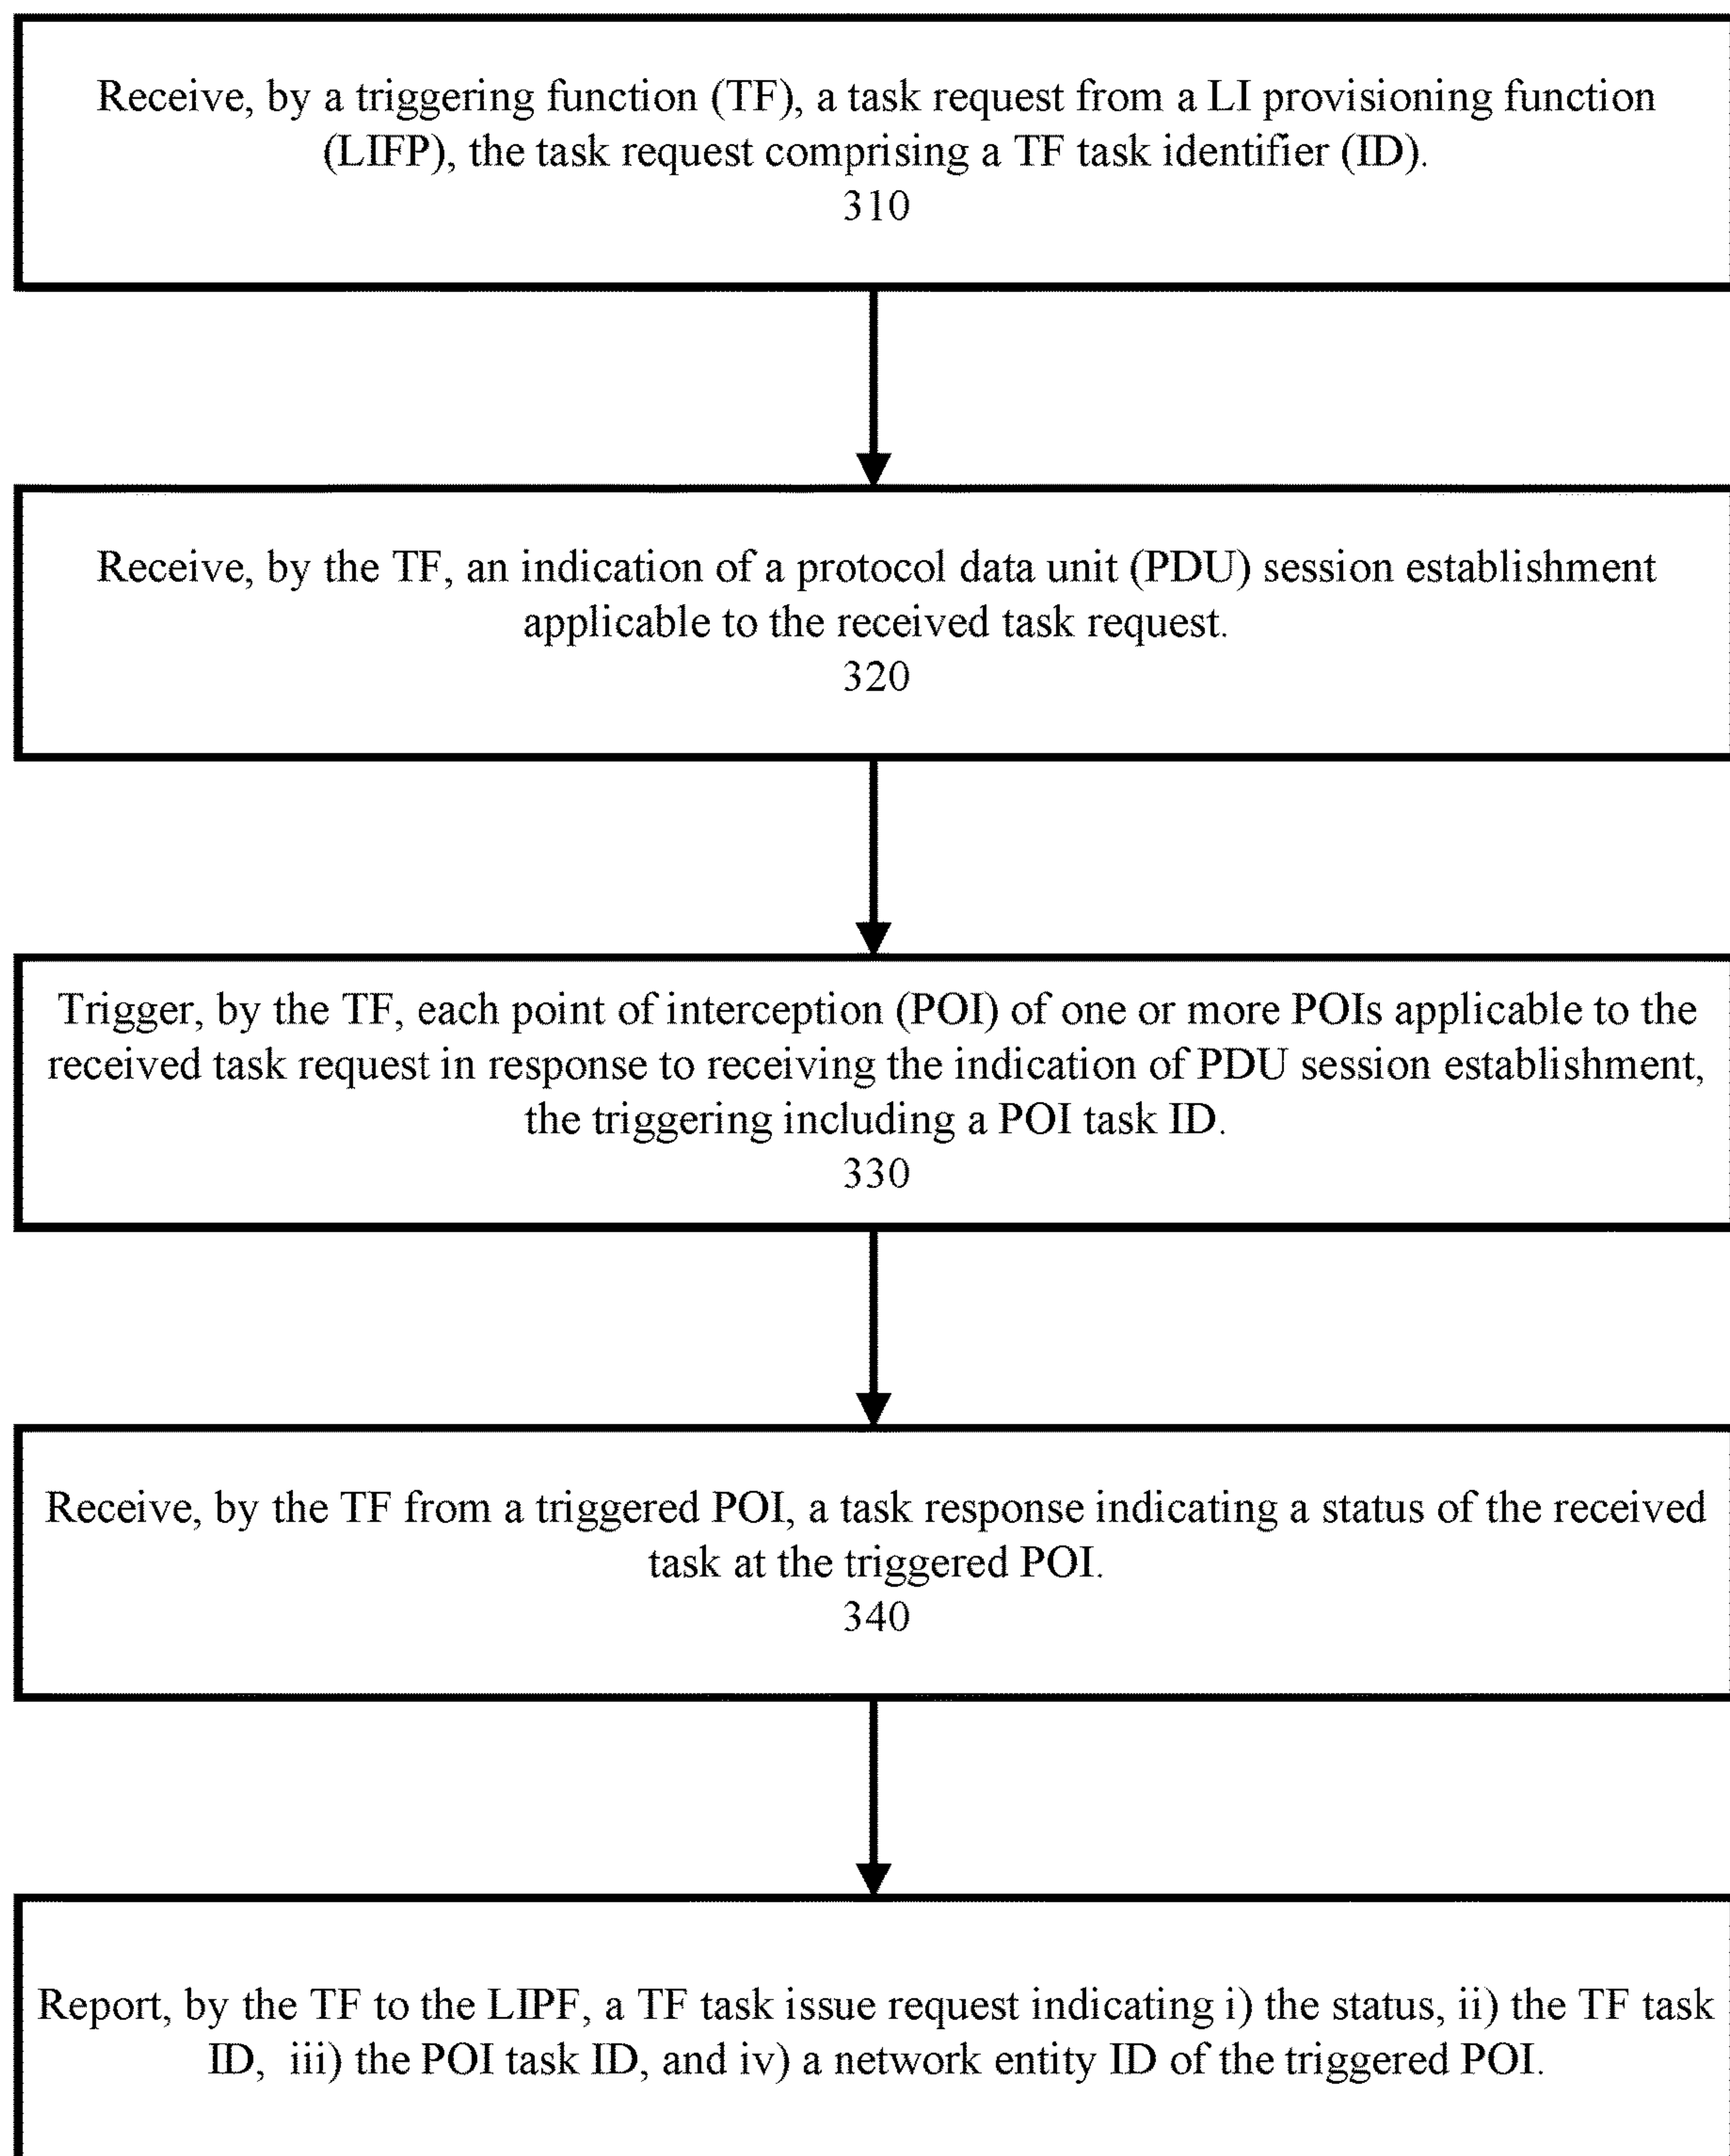 Receive, by a triggering function (TF), a task request from a LI provisioning function
(LIFP), the task request comprising a TF task identifier (ID).
310
Receive, by the TF, an indication of a protocol data unit (PDU) session establishment
applicable to the received task request.
320
Trigger, by the TF, each point of interception (POI) of one or more POIs applicable to the
received task request in response to receiving the indication of PDU session establishment,
the triggering including a POI task ID.
330
Receive, by the TF from a triggered POI, a task response indicating a status of the received
task at the triggered POI.
340
Report, by the TF to the LIPF, a TF task issue request indicating i) the status, ii) the TF task
ID, iii) the POI task ID, and iv) a network entity ID of the triggered POI.